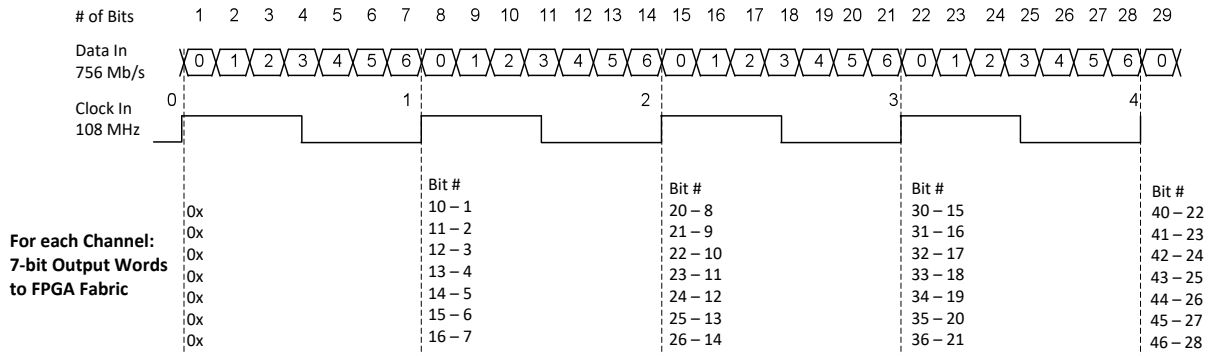 # of Bits 1 2 3 4 5 6 7 8 9 10 11 12 13 14 15 16 17 18 19 20 21 22 23 24 25 26 27 28 29
Data In
756 Mb/s
0 1 2 3 4 5 6 0 1 2 3 4 5 6 0 1 2 3 4 5 6 0 1 2 3 4 5 6 0
0 1 2 3 4
Clock In
108 MHz
For each Channel:
7-bit Output Words
to FPGA Fabric
0x
0x
0x
0x
0x
0x
0x
Bit #
10 – 1
11 – 2
12 – 3
13 – 4
14 – 5
15 – 6
16 – 7
Bit #
20 – 8
21 – 9
22 – 10
23 – 11
24 – 12
25 – 13
26 – 14
Bit #
30 – 15
31 – 16
32 – 17
33 – 18
34 – 19
35 – 20
36 – 21
Bit #
40 – 22
41 – 23
42 – 24
43 – 25
44 – 26
45 – 27
46 – 28